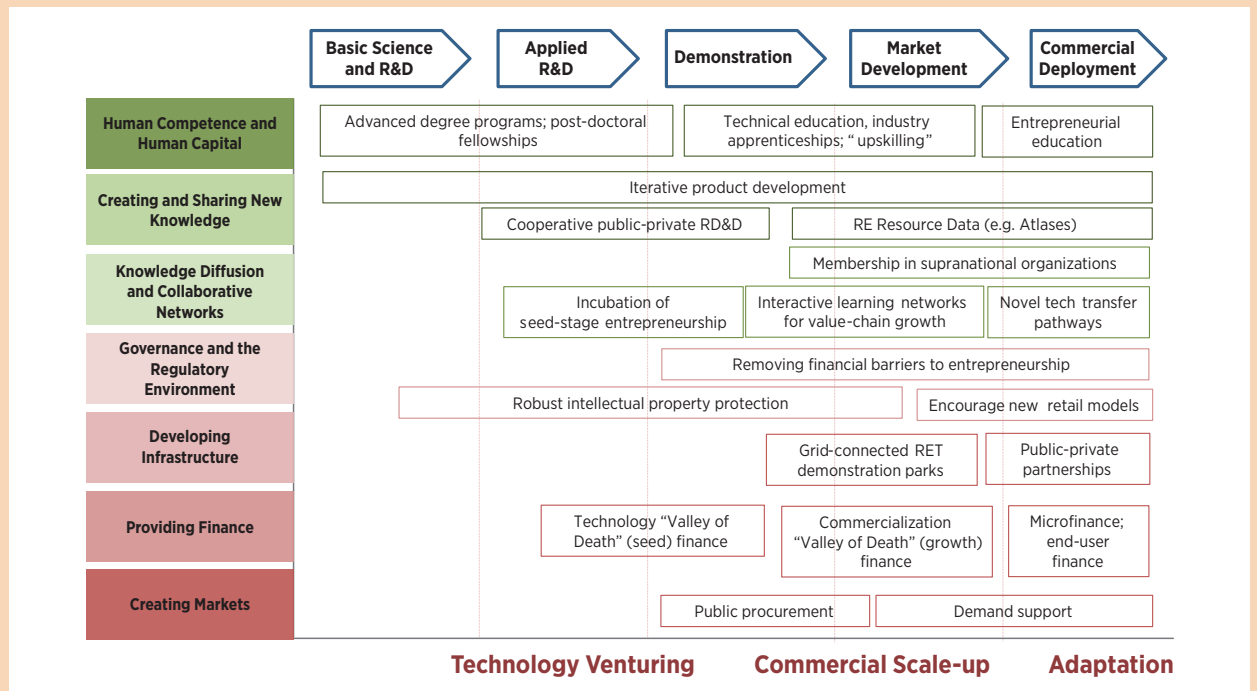 Basic Science
and R&D
Applied
R&D
Demonstration
Market
Development
Commercial
Deployment
Human Competence and
Human Capital
Advanced degree programs; post-doctoral
fellowships
Technical education, industry
apprenticeships; “ upskilling”
Entrepreneurial
education
Creating and Sharing New
Knowledge
Iterative product development
Cooperative public-private RD&D
RE Resource Data (e.g. Atlases)
Knowledge Diffusion
and Collaborative
Networks
Membership in supranational organizations
Incubation of
seed-stage entrepreneurship
Interactive learning networks
for value-chain growth
Novel tech transfer
pathways
Governance and the
Regulatory
Environment
Removing financial barriers to entrepreneurship
Robust intellectual property protection
Encourage new retail models
Developing
Infrastructure
Grid-connected RET
demonstration parks
Public-private
partnerships
Providing Finance
Technology “Valley of
Death” (seed) finance
Commercialization
“Valley of Death” (growth)
finance
Microfinance;
end-user
finance
Creating Markets
Public procurement
Demand support
Technology Venturing
Commercial Scale-up
Adaptation